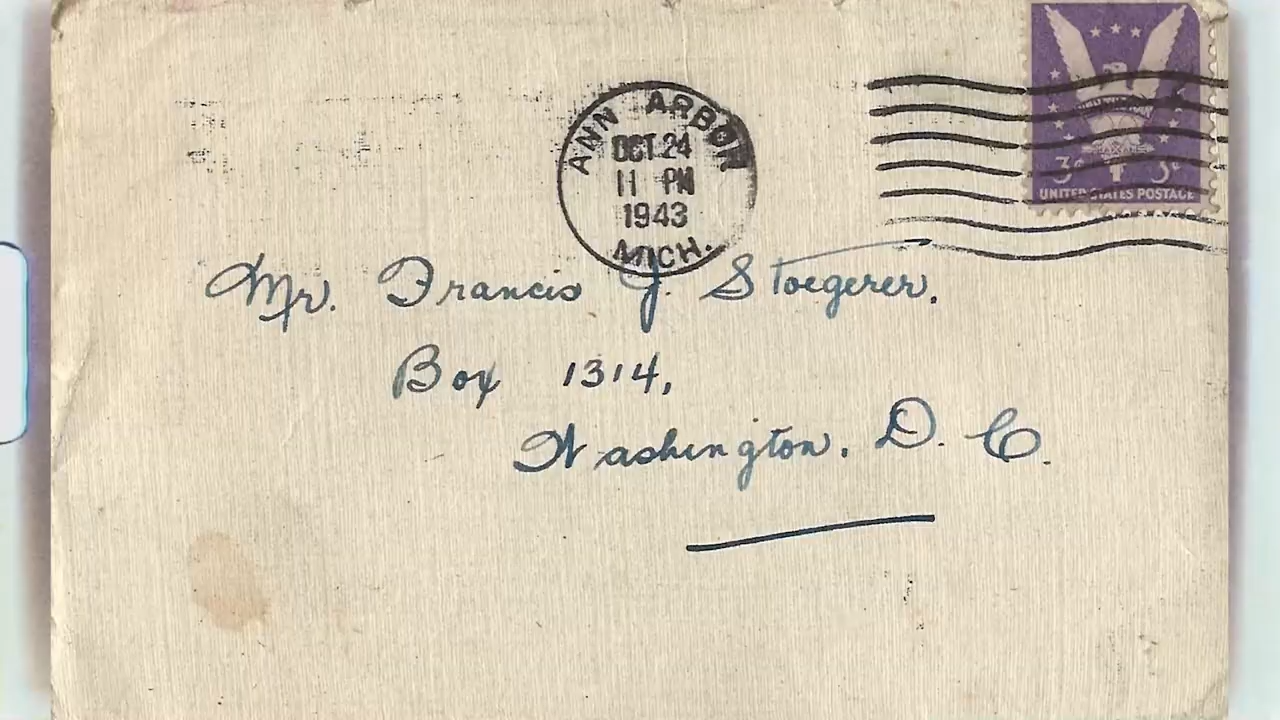 ANN ARBOR
OCT 24
11 PM
1943
MICH.
3¢ 3¢
UNITED STATES POSTAGE
Mr. Francis J. Stoegerer.
Box 1314,
Washington, D. C.